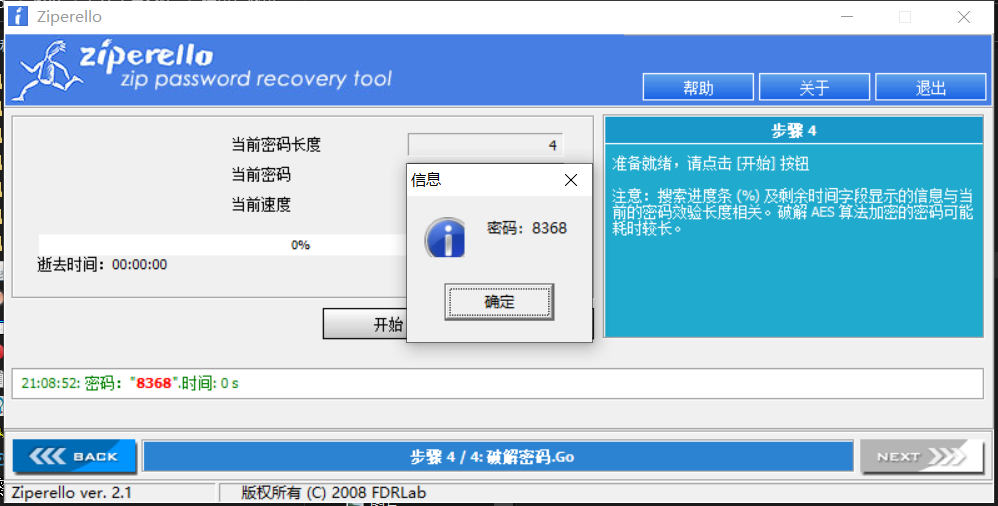 Ziperello
ziperello
zip password recovery tool
帮助
关于
退出
当前密码长度
4
当前密码
当前速度
0%
逝去时间：00:00:00
开始
信息
密码：8368
确定
步骤 4
准备就绪，请点击 [开始] 按钮
注意：搜索进度条 (%) 及剩余时间字段显示的信息与当
前的密码效验长度相关。破解 AES 算法加密的密码可能
耗时较长。
21:08:52: 密码："8368".时间: 0 s
BACK
步骤 4 / 4: 破解密码.Go
NEXT
Ziperello ver. 2.1
版权所有 (C) 2008 FDRLab